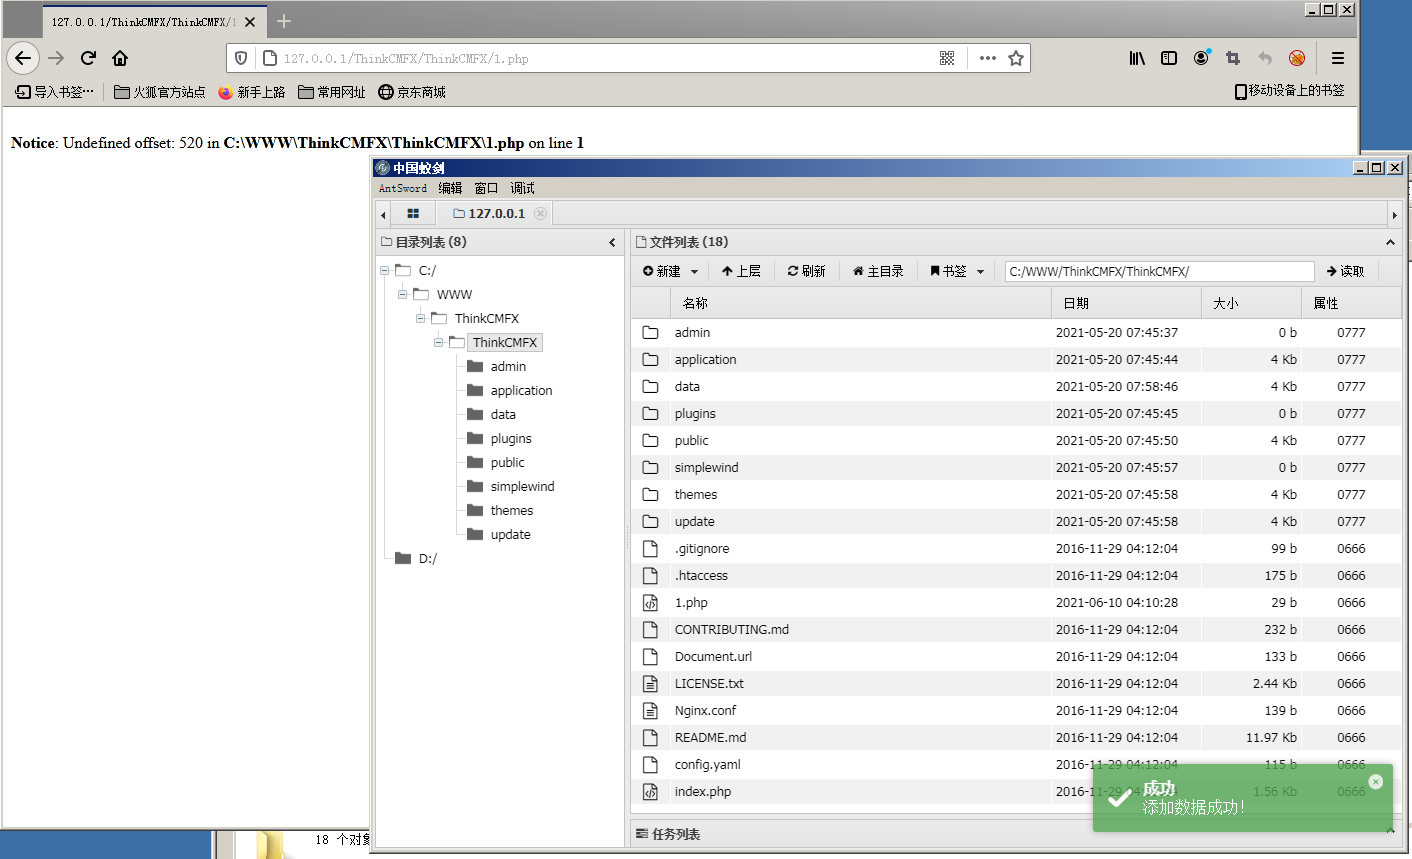 127.0.0.1/ThinkCMFX/ThinkCMFX/1
127.0.0.1/ThinkCMFX/ThinkCMFX/1.php
导入书签… 火狐官方站点 新手上路 常用网址 京东商城 移动设备上的书签
Notice: Undefined offset: 520 in C:\WWW\ThinkCMFX\ThinkCMFX\1.php on line 1
中国蚁剑
AntSword 编辑 窗口 调试
127.0.0.1
目录列表 (8)
C:/
WWW
ThinkCMFX
ThinkCMFX
admin
application
data
plugins
public
simplewind
themes
update
D:/
文件列表 (18)
新建 上层 刷新 主目录 书签 C:/WWW/ThinkCMFX/ThinkCMFX/ 读取
名称 日期 大小 属性
admin 2021-05-20 07:45:37 0 b 0777
application 2021-05-20 07:45:44 4 Kb 0777
data 2021-05-20 07:58:46 4 Kb 0777
plugins 2021-05-20 07:45:45 0 b 0777
public 2021-05-20 07:45:50 4 Kb 0777
simplewind 2021-05-20 07:45:57 0 b 0777
themes 2021-05-20 07:45:58 4 Kb 0777
update 2021-05-20 07:45:58 4 Kb 0777
.gitignore 2016-11-29 04:12:04 99 b 0666
.htaccess 2016-11-29 04:12:04 175 b 0666
1.php 2021-06-10 04:10:28 29 b 0666
CONTRIBUTING.md 2016-11-29 04:12:04 232 b 0666
Document.url 2016-11-29 04:12:04 133 b 0666
LICENSE.txt 2016-11-29 04:12:04 2.44 Kb 0666
Nginx.conf 2016-11-29 04:12:04 139 b 0666
README.md 2016-11-29 04:12:04 11.97 Kb 0666
config.yaml 2016-11-29 04:12:04 115 b 0666
index.php 2016-11-29 04:12:04 1.56 Kb 0666
成功
添加数据成功!
任务列表
18 个对象